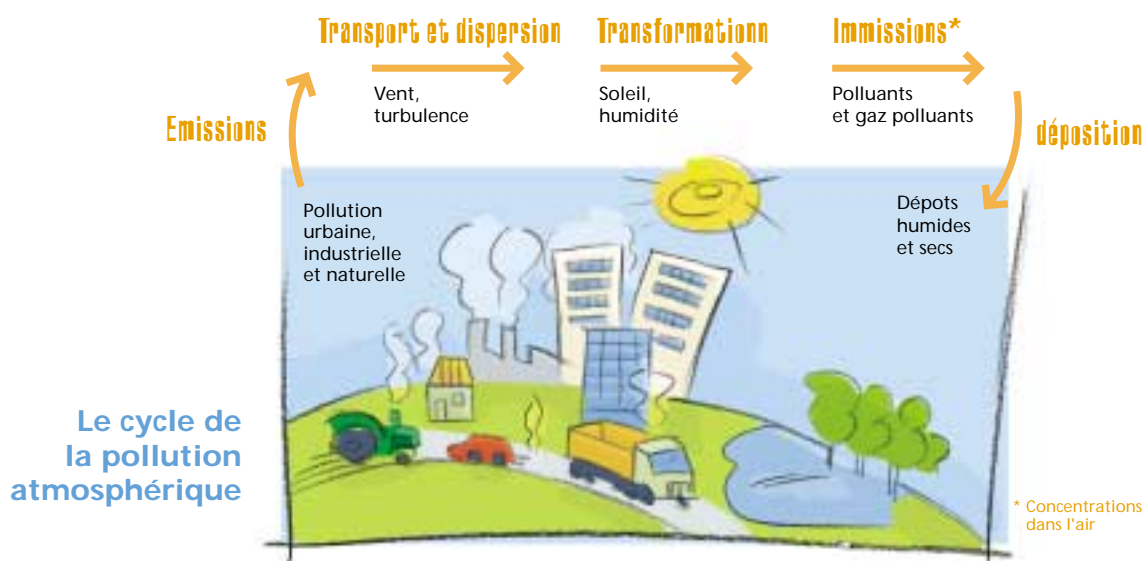 Transport et dispersion
Transformationn
Immissions*
Vent,
turbulence
Soleil,
humidité
Polluants
et gaz polluants
Emissions
déposition
Pollution
urbaine,
industrielle
et naturelle
Dépots
humides
et secs
Le cycle de
la pollution
atmosphérique
* Concentrations
dans l'air